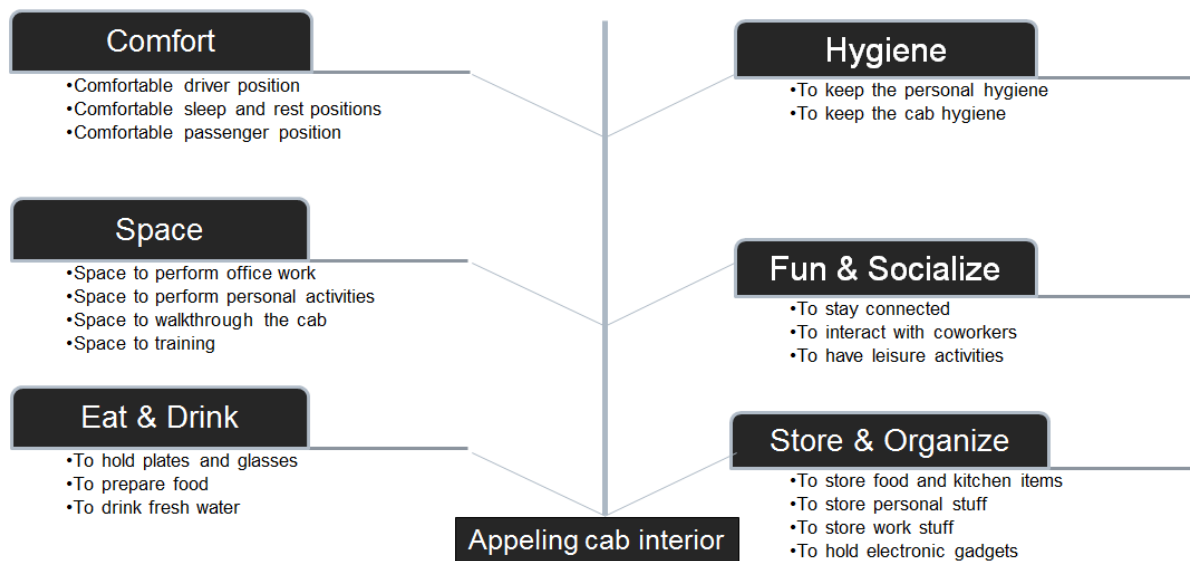 Comfort
•Comfortable driver position
•Comfortable sleep and rest positions
•Comfortable passenger position
Space
•Space to perform office work
•Space to perform personal activities
•Space to walkthrough the cab
•Space to training
Eat & Drink
•To hold plates and glasses
•To prepare food
•To drink fresh water
Hygiene
•To keep the personal hygiene
•To keep the cab hygiene
Fun & Socialize
•To stay connected
•To interact with coworkers
•To have leisure activities
Store & Organize
•To store food and kitchen items
•To store personal stuff
•To store work stuff
•To hold electronic gadgets
Appeling cab interior